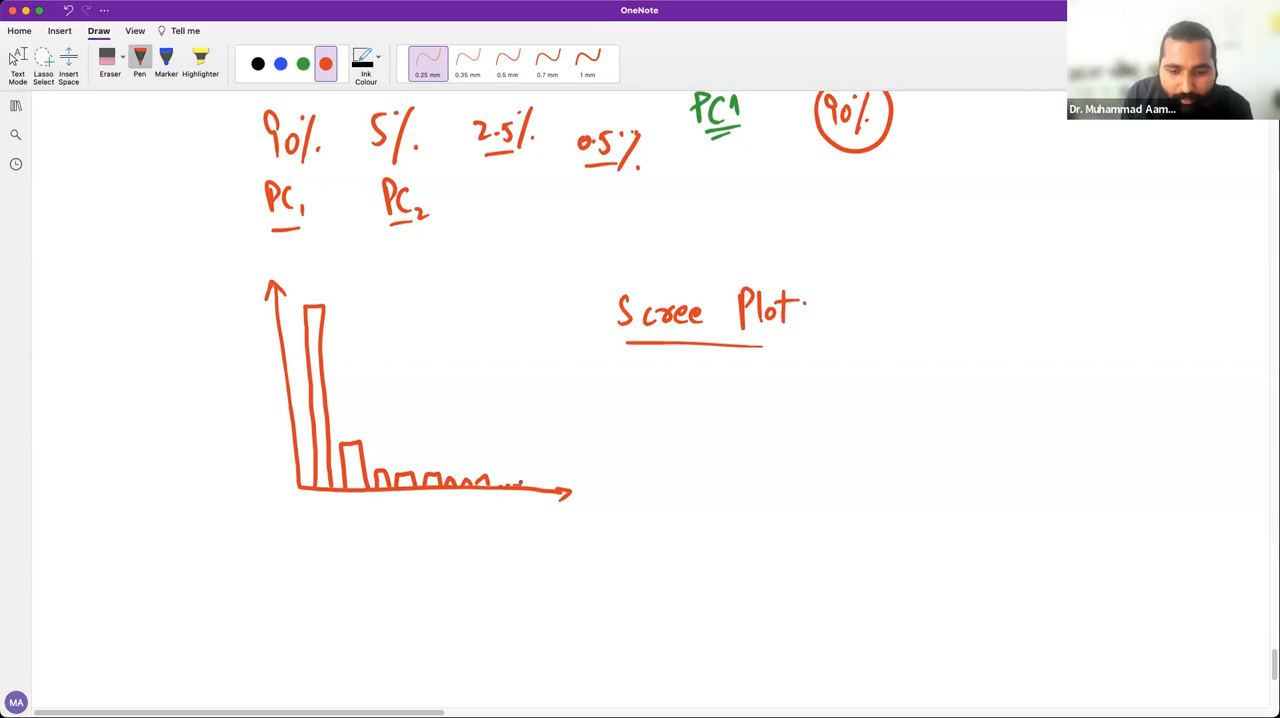 OneNote
Home Insert Draw View Tell me
Text Mode Lasso Select Insert Space Eraser Pen Marker Highlighter Ink Colour 0.25 mm 0.35 mm 0.5 mm 0.7 mm 1 mm
Dr. Muhammad Aam...
90% 5% 2.5% 0.5% PC1 90%
PC1 PC2
Scree Plot.
MA